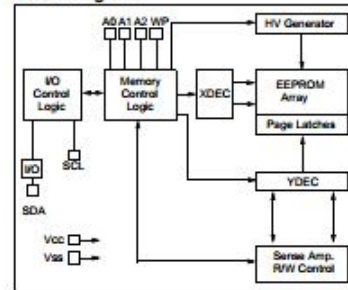 A0 A1 A2 WP
HV Generator
I/O
Control
Logic
Memory
Control
Logic
XDEC
EEPROM
Array
Page Latches
I/O
SCL
SDA
YDEC
Vcc
Vss
Sense Amp.
R/W Control